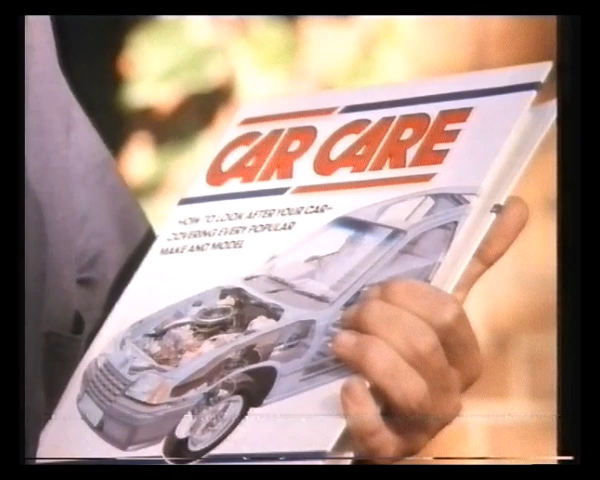 CAR CARE
HOW TO LOOK AFTER YOUR CAR-
COVERING EVERY POPULAR
MAKE AND MODEL